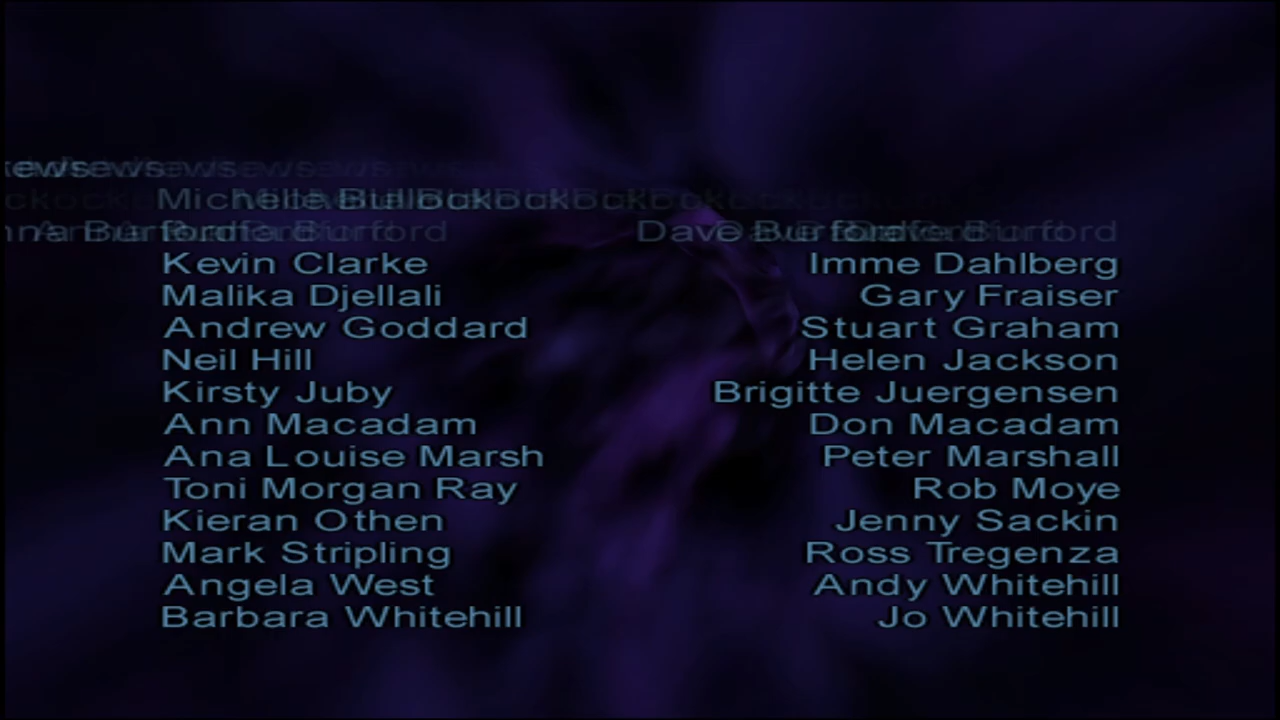 Michelle Bullock
Dave Burford
Kevin Clarke Imme Dahlberg
Malika Djellali Gary Fraiser
Andrew Goddard Stuart Graham
Neil Hill Helen Jackson
Kirsty Juby Brigitte Juergensen
Ann Macadam Don Macadam
Ana Louise Marsh Peter Marshall
Toni Morgan Ray Rob Moye
Kieran Othen Jenny Sackin
Mark Stripling Ross Tregenza
Angela West Andy Whitehill
Barbara Whitehill Jo Whitehill